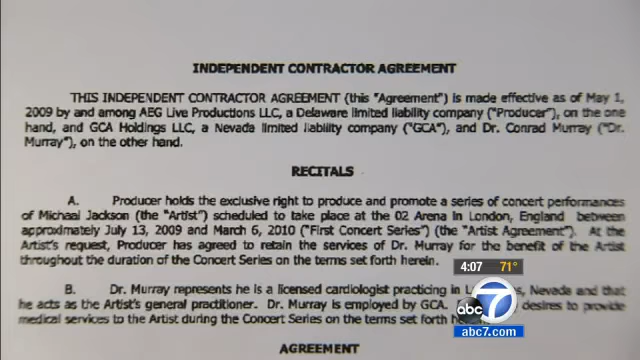 INDEPENDENT CONTRACTOR AGREEMENT
THIS INDEPENDENT CONTRACTOR AGREEMENT (this "Agreement") is made effective as of May 1,
2009 by and among AEG Live Productions LLC, a Delaware limited liability company ("Producer"), on the one
hand, and GCA Holdings LLC, a Nevada limited liability company ("GCA"), and Dr. Conrad Murray ("Dr.
Murray"), on the other hand.
RECITALS
A. Producer holds the exclusive right to produce and promote a series of concert performances
of Michael Jackson (the "Artist") scheduled to take place at the 02 Arena in London, England between
approximately July 13, 2009 and March 6, 2010 ("First Concert Series") (the "Artist Agreement"). At the
Artist's request, Producer has agreed to retain the services of Dr. Murray for the benefit of the Artist
throughout the duration of the Concert Series on the terms set forth herein.
B. Dr. Murray represents he is a licensed cardiologist practicing in Nevada and that
he acts as the Artist's general practitioner. Dr. Murray is employed by GCA. desires to provide
medical services to the Artist during the Concert Series on the terms set forth
AGREEMENT
4:07 71°
abc 7
abc7.com